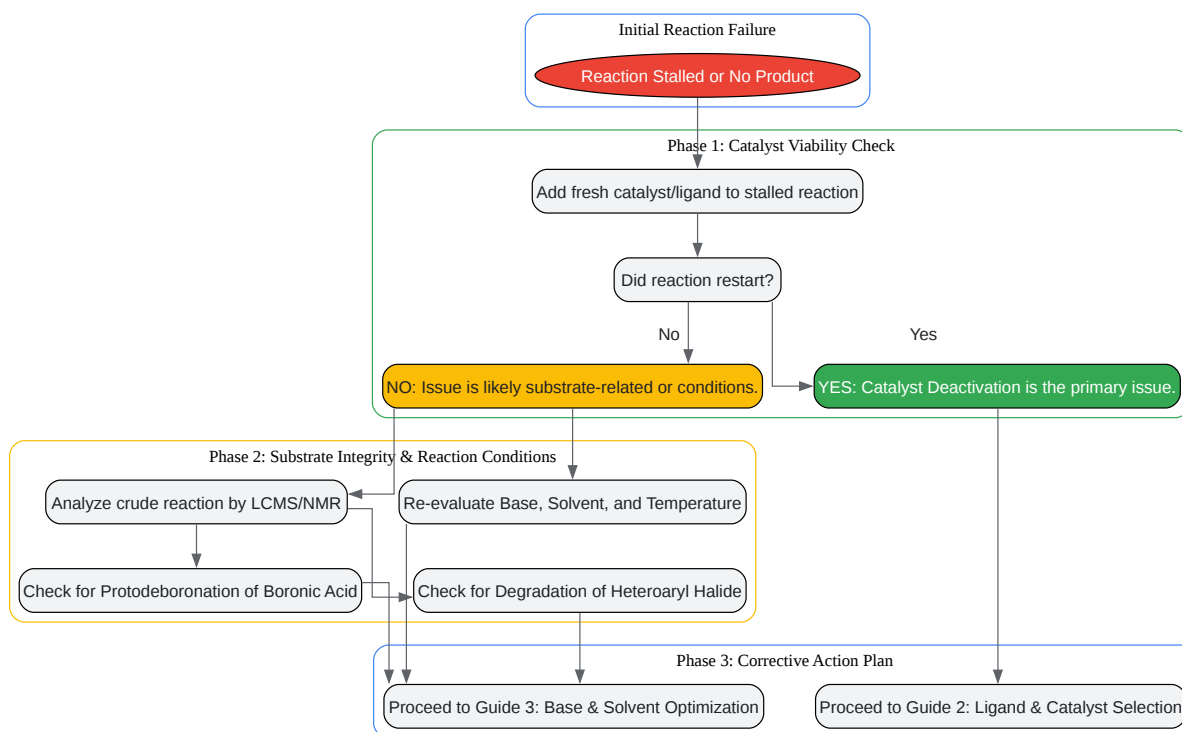 Initial Reaction Failure
Reaction Stalled or No Product
Phase 1: Catalyst Viability Check
Add fresh catalyst/ligand to stalled reaction
Did reaction restart?
No
Yes
NO: Issue is likely substrate-related or conditions.
YES: Catalyst Deactivation is the primary issue.
Phase 2: Substrate Integrity & Reaction Conditions
Analyze crude reaction by LCMS/NMR
Re-evaluate Base, Solvent, and Temperature
Check for Protodeboronation of Boronic Acid
Check for Degradation of Heteroaryl Halide
Phase 3: Corrective Action Plan
Proceed to Guide 3: Base & Solvent Optimization
Proceed to Guide 2: Ligand & Catalyst Selection